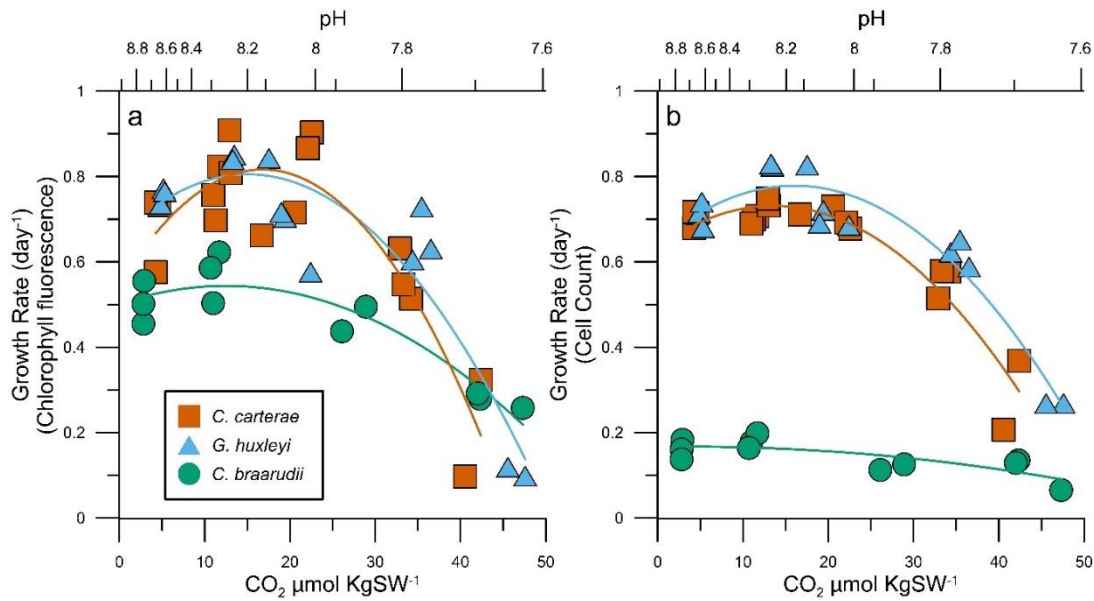 pH
8.8 8.6 8.4 8.2 8 7.8 7.6
a
1
0.8
0.6
0.4
0.2
0
Growth Rate (day⁻¹)
(Chlorophyll fluorescence)
C. carterae
G. huxleyi
C. braarudii
0 10 20 30 40 50
CO₂ µmol KgSW⁻¹
pH
8.8 8.6 8.4 8.2 8 7.8 7.6
b
1
0.8
0.6
0.4
0.2
0
Growth Rate (day⁻¹)
(Cell Count)
0 10 20 30 40 50
CO₂ µmol KgSW⁻¹